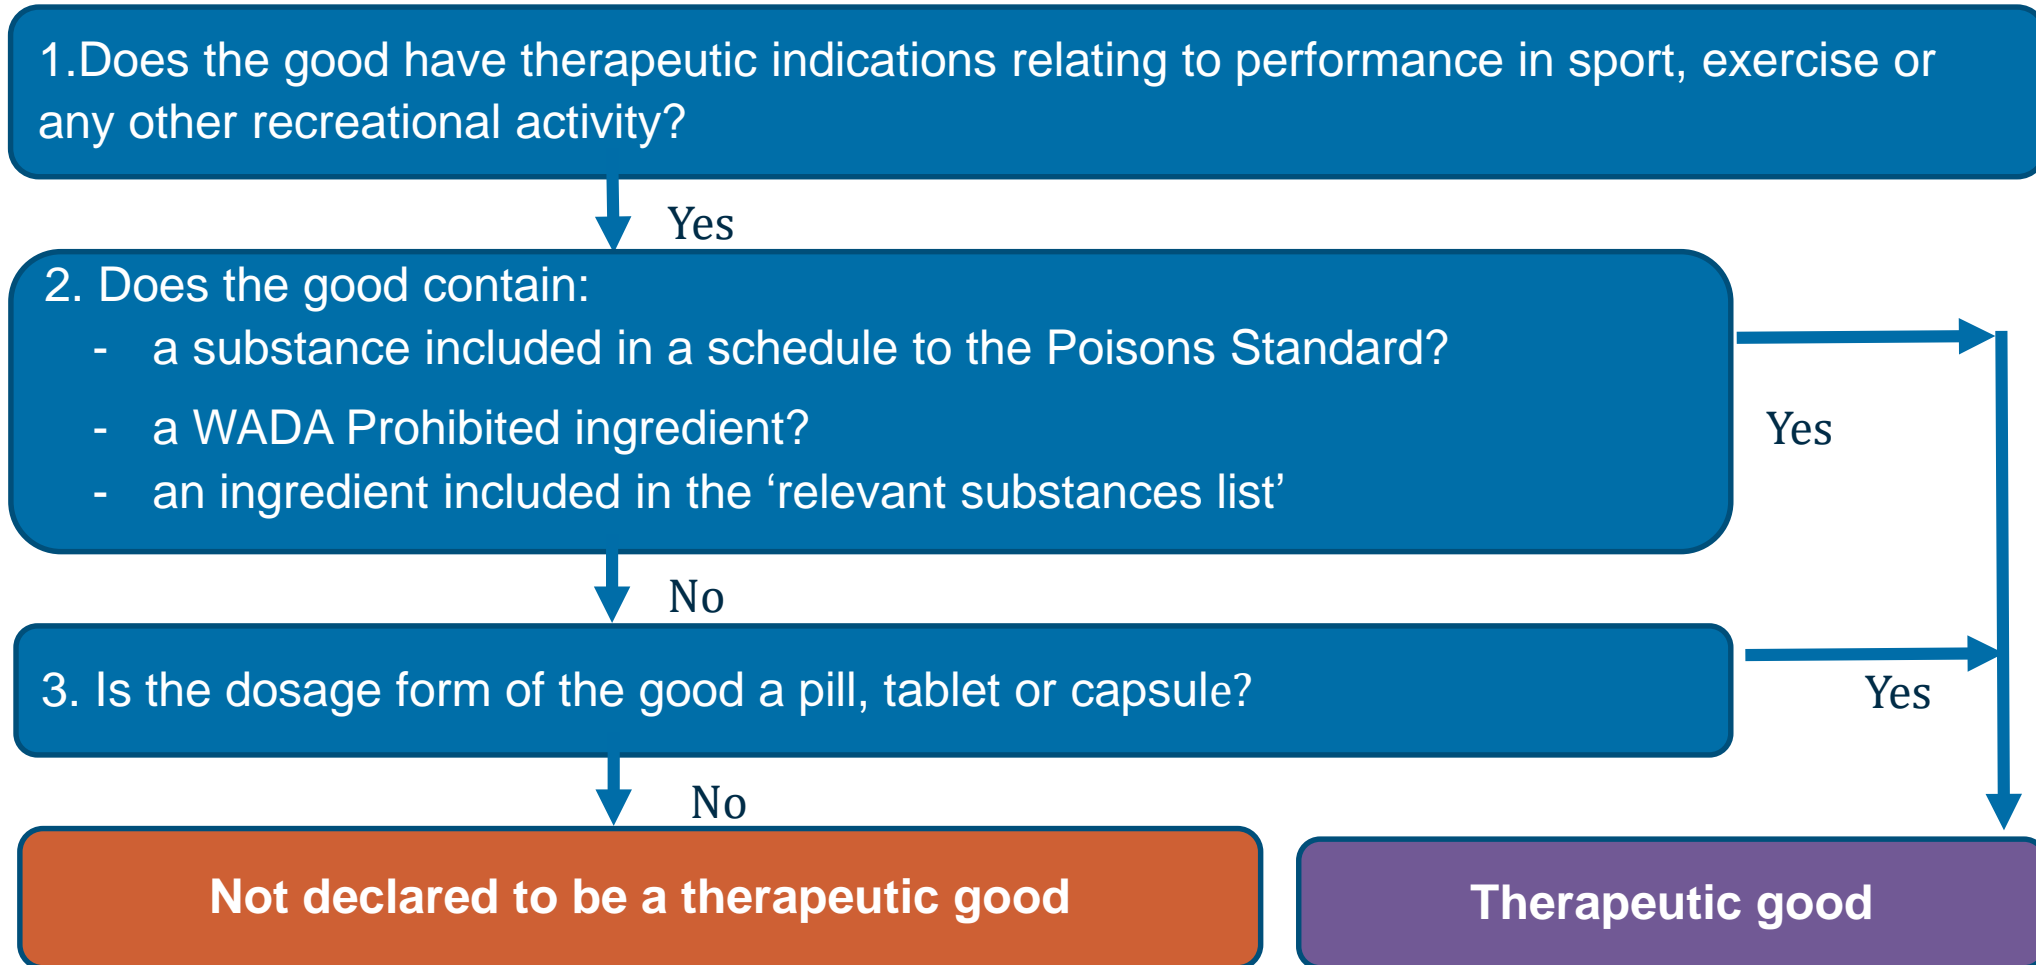 1.Does the good have therapeutic indications relating to performance in sport, exercise or
any other recreational activity?
Yes
2. Does the good contain:
- a substance included in a schedule to the Poisons Standard?
- a WADA Prohibited ingredient?
- an ingredient included in the ‘relevant substances list’
Yes
No
3. Is the dosage form of the good a pill, tablet or capsule?
Yes
No
Not declared to be a therapeutic good
Therapeutic good